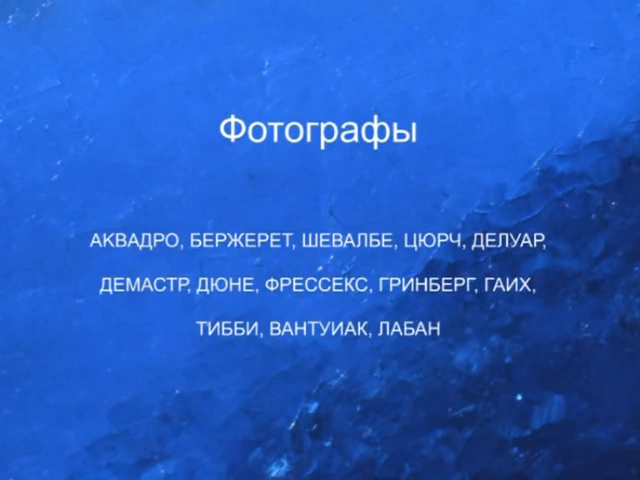 Фотографы
АКВАДРО, БЕРЖЕРЕТ, ШЕВАЛБЕ, ЦЮРЧ, ДЕЛУАР,
ДЕМАСТР, ДЮНЕ, ФРЕССЕКС, ГРИНБЕРГ, ГАИХ,
ТИББИ, ВАНТУИАК, ЛАБАН